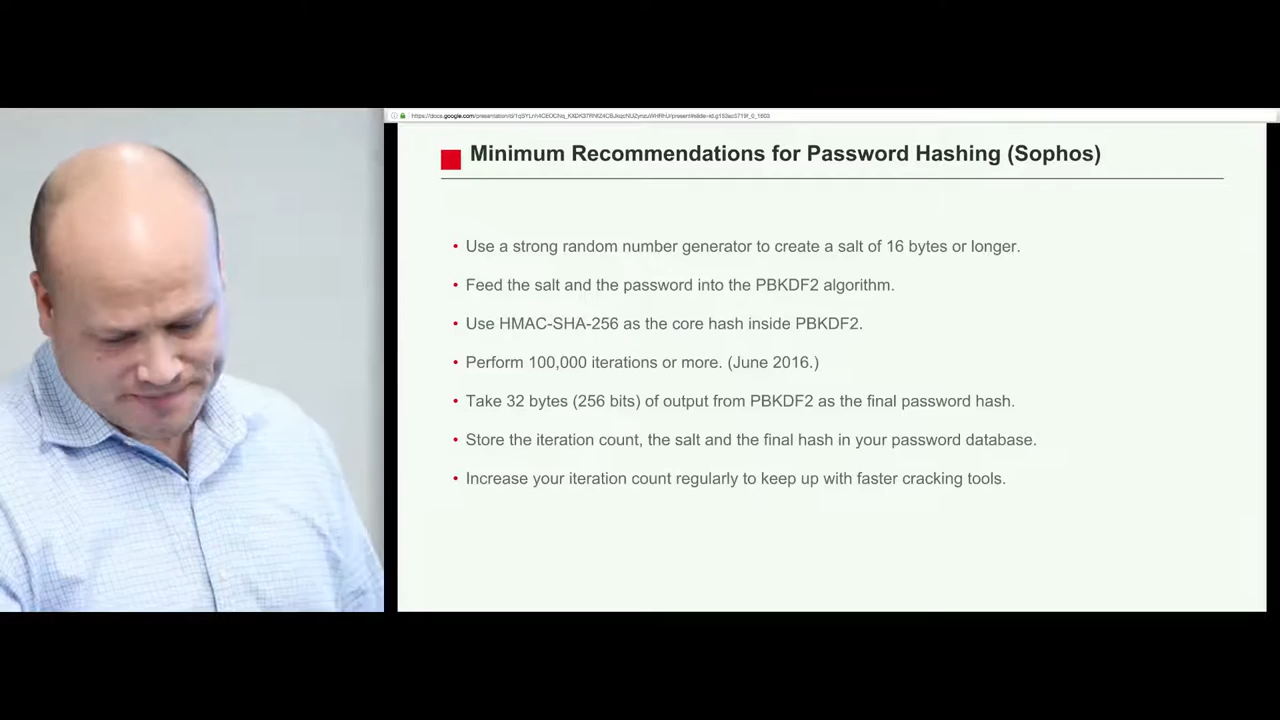 Minimum Recommendations for Password Hashing (Sophos)
• Use a strong random number generator to create a salt of 16 bytes or longer.
• Feed the salt and the password into the PBKDF2 algorithm.
• Use HMAC-SHA-256 as the core hash inside PBKDF2.
• Perform 100,000 iterations or more. (June 2016.)
• Take 32 bytes (256 bits) of output from PBKDF2 as the final password hash.
• Store the iteration count, the salt and the final hash in your password database.
• Increase your iteration count regularly to keep up with faster cracking tools.